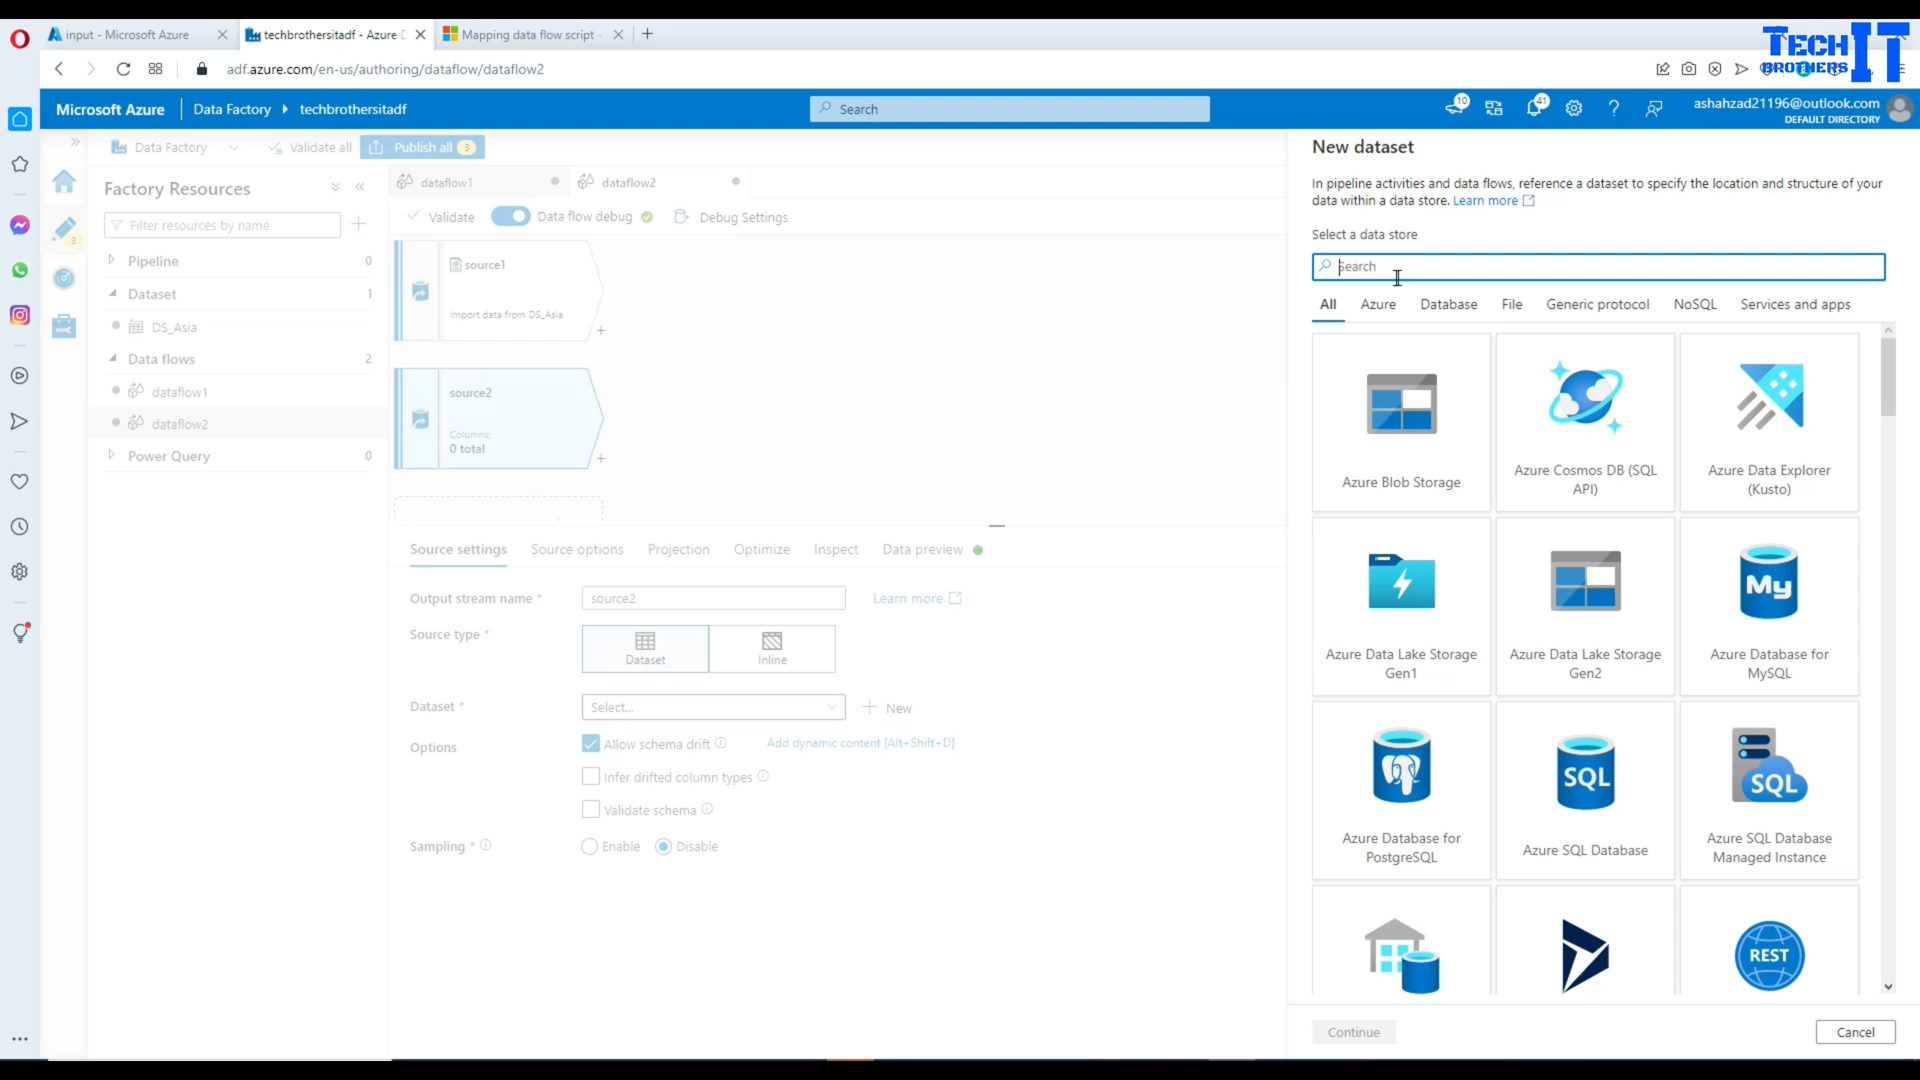 input - Microsoft Azure
techbrothersitadf - Azure D
Mapping data flow script -
TECH IT
BROTHERS
adf.azure.com/en-us/authoring/dataflow/dataflow2
Microsoft Azure
Data Factory
techbrothersitadf
Search
10
41
ashahzad21196@outlook.com
DEFAULT DIRECTORY
Data Factory
Validate all
Publish all
3
Factory Resources
Filter resources by name
3
Pipeline
0
Dataset
1
DS_Asia
Data flows
2
dataflow1
dataflow2
Power Query
0
dataflow1
dataflow2
Validate
Data flow debug
Debug Settings
source1
Import data from DS_Asia
source2
Columns:
0 total
Source settings
Source options
Projection
Optimize
Inspect
Data preview
Output stream name *
source2
Learn more
Source type *
Dataset
Inline
Dataset *
Select...
New
Options
Allow schema drift
Add dynamic content [Alt+Shift+D]
Infer drifted column types
Validate schema
Sampling *
Enable
Disable
New dataset
In pipeline activities and data flows, reference a dataset to specify the location and structure of your
data within a data store. Learn more
Select a data store
Search
All
Azure
Database
File
Generic protocol
NoSQL
Services and apps
Azure Blob Storage
Azure Cosmos DB (SQL
API)
Azure Data Explorer
(Kusto)
Azure Data Lake Storage
Gen1
Azure Data Lake Storage
Gen2
My
Azure Database for
MySQL
Azure Database for
PostgreSQL
SQL
Azure SQL Database
SQL
Azure SQL Database
Managed Instance
REST
Continue
Cancel